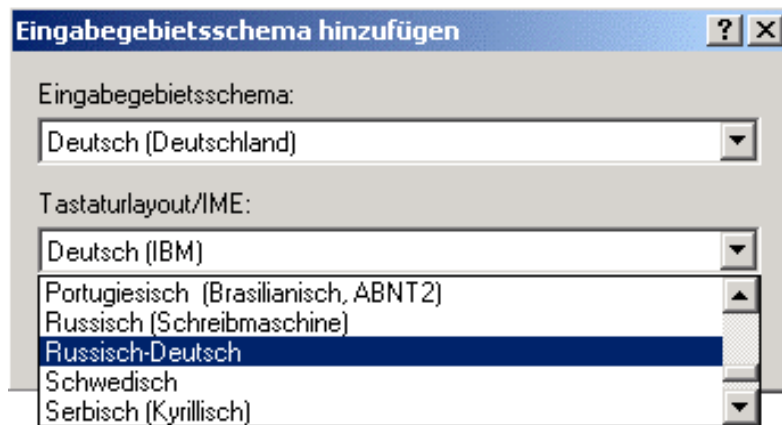 Eingabegebietsschema hinzufügen
Eingabegebietsschema:
Deutsch (Deutschland)
Tastaturlayout/IME:
Deutsch (IBM)
Portugiesisch (Brasilianisch, ABNT2)
Russisch (Schreibmaschine)
Russisch-Deutsch
Schwedisch
Serbisch (Kyrillisch)